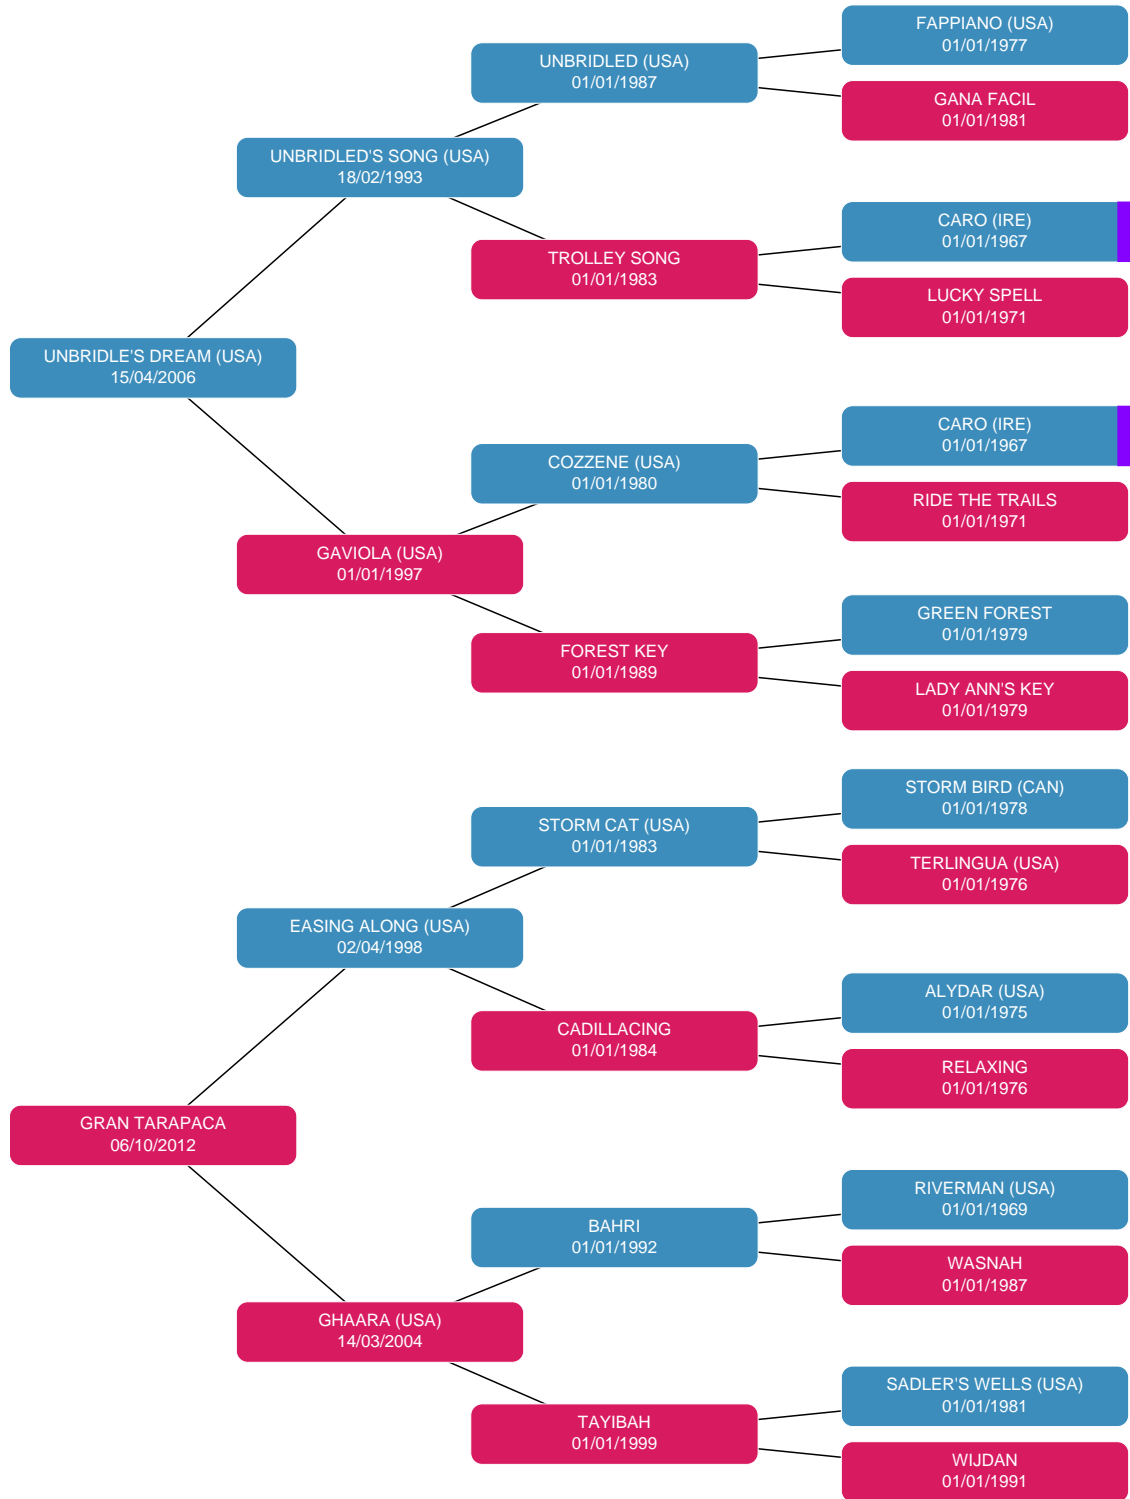 FAPPIANO (USA)
01/01/1977
UNBRIDLED (USA)
01/01/1987
GANA FACIL
01/01/1981
UNBRIDLED'S SONG (USA)
18/02/1993
CARO (IRE)
01/01/1967
TROLLEY SONG
01/01/1983
LUCKY SPELL
01/01/1971
UNBRIDLE'S DREAM (USA)
15/04/2006
CARO (IRE)
01/01/1967
COZZENE (USA)
01/01/1980
RIDE THE TRAILS
01/01/1971
GAVIOLA (USA)
01/01/1997
GREEN FOREST
01/01/1979
FOREST KEY
01/01/1989
LADY ANN'S KEY
01/01/1979
STORM BIRD (CAN)
01/01/1978
STORM CAT (USA)
01/01/1983
TERLINGUA (USA)
01/01/1976
EASING ALONG (USA)
02/04/1998
ALYDAR (USA)
01/01/1975
CADILLACING
01/01/1984
RELAXING
01/01/1976
GRAN TARAPACA
06/10/2012
RIVERMAN (USA)
01/01/1969
BAHRI
01/01/1992
WASNAH
01/01/1987
GHAARA (USA)
14/03/2004
SADLER'S WELLS (USA)
01/01/1981
TAYIBAH
01/01/1999
WIJDAN
01/01/1991